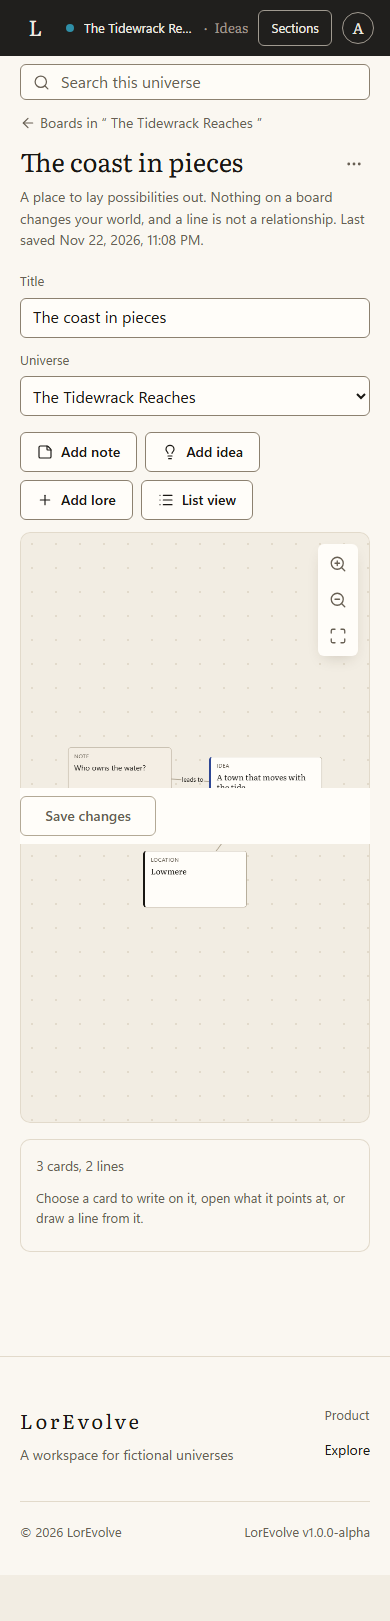 L
The Tidewrack Re... · Ideas
Sections
A
Search this universe
Boards in “ The Tidewrack Reaches ”
The coast in pieces
A place to lay possibilities out. Nothing on a board
changes your world, and a line is not a relationship. Last
saved Nov 22, 2026, 11:08 PM.
Title
The coast in pieces
Universe
The Tidewrack Reaches
Add note
Add idea
Add lore
List view
NOTE
Who owns the water?
leads to
IDEA
A town that moves with
the tide
Save changes
LOCATION
Lowmere
3 cards, 2 lines
Choose a card to write on it, open what it points at, or
draw a line from it.
LorEvolve
A workspace for fictional universes
Product
Explore
© 2026 LorEvolve
LorEvolve v1.0.0-alpha